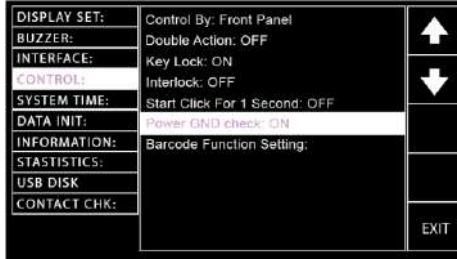 DISPLAY SET:
BUZZER:
INTERFACE:
CONTROL:
SYSTEM TIME:
DATA INIT:
INFORMATION:
STASTISTICS:
USB DISK
CONTACT CHK:
Control By: Front Panel
Double Action: OFF
Key Lock: ON
Interlock: OFF
Start Click For 1 Second: OFF
Power GND check: ON
Barcode Function Setting:
EXIT